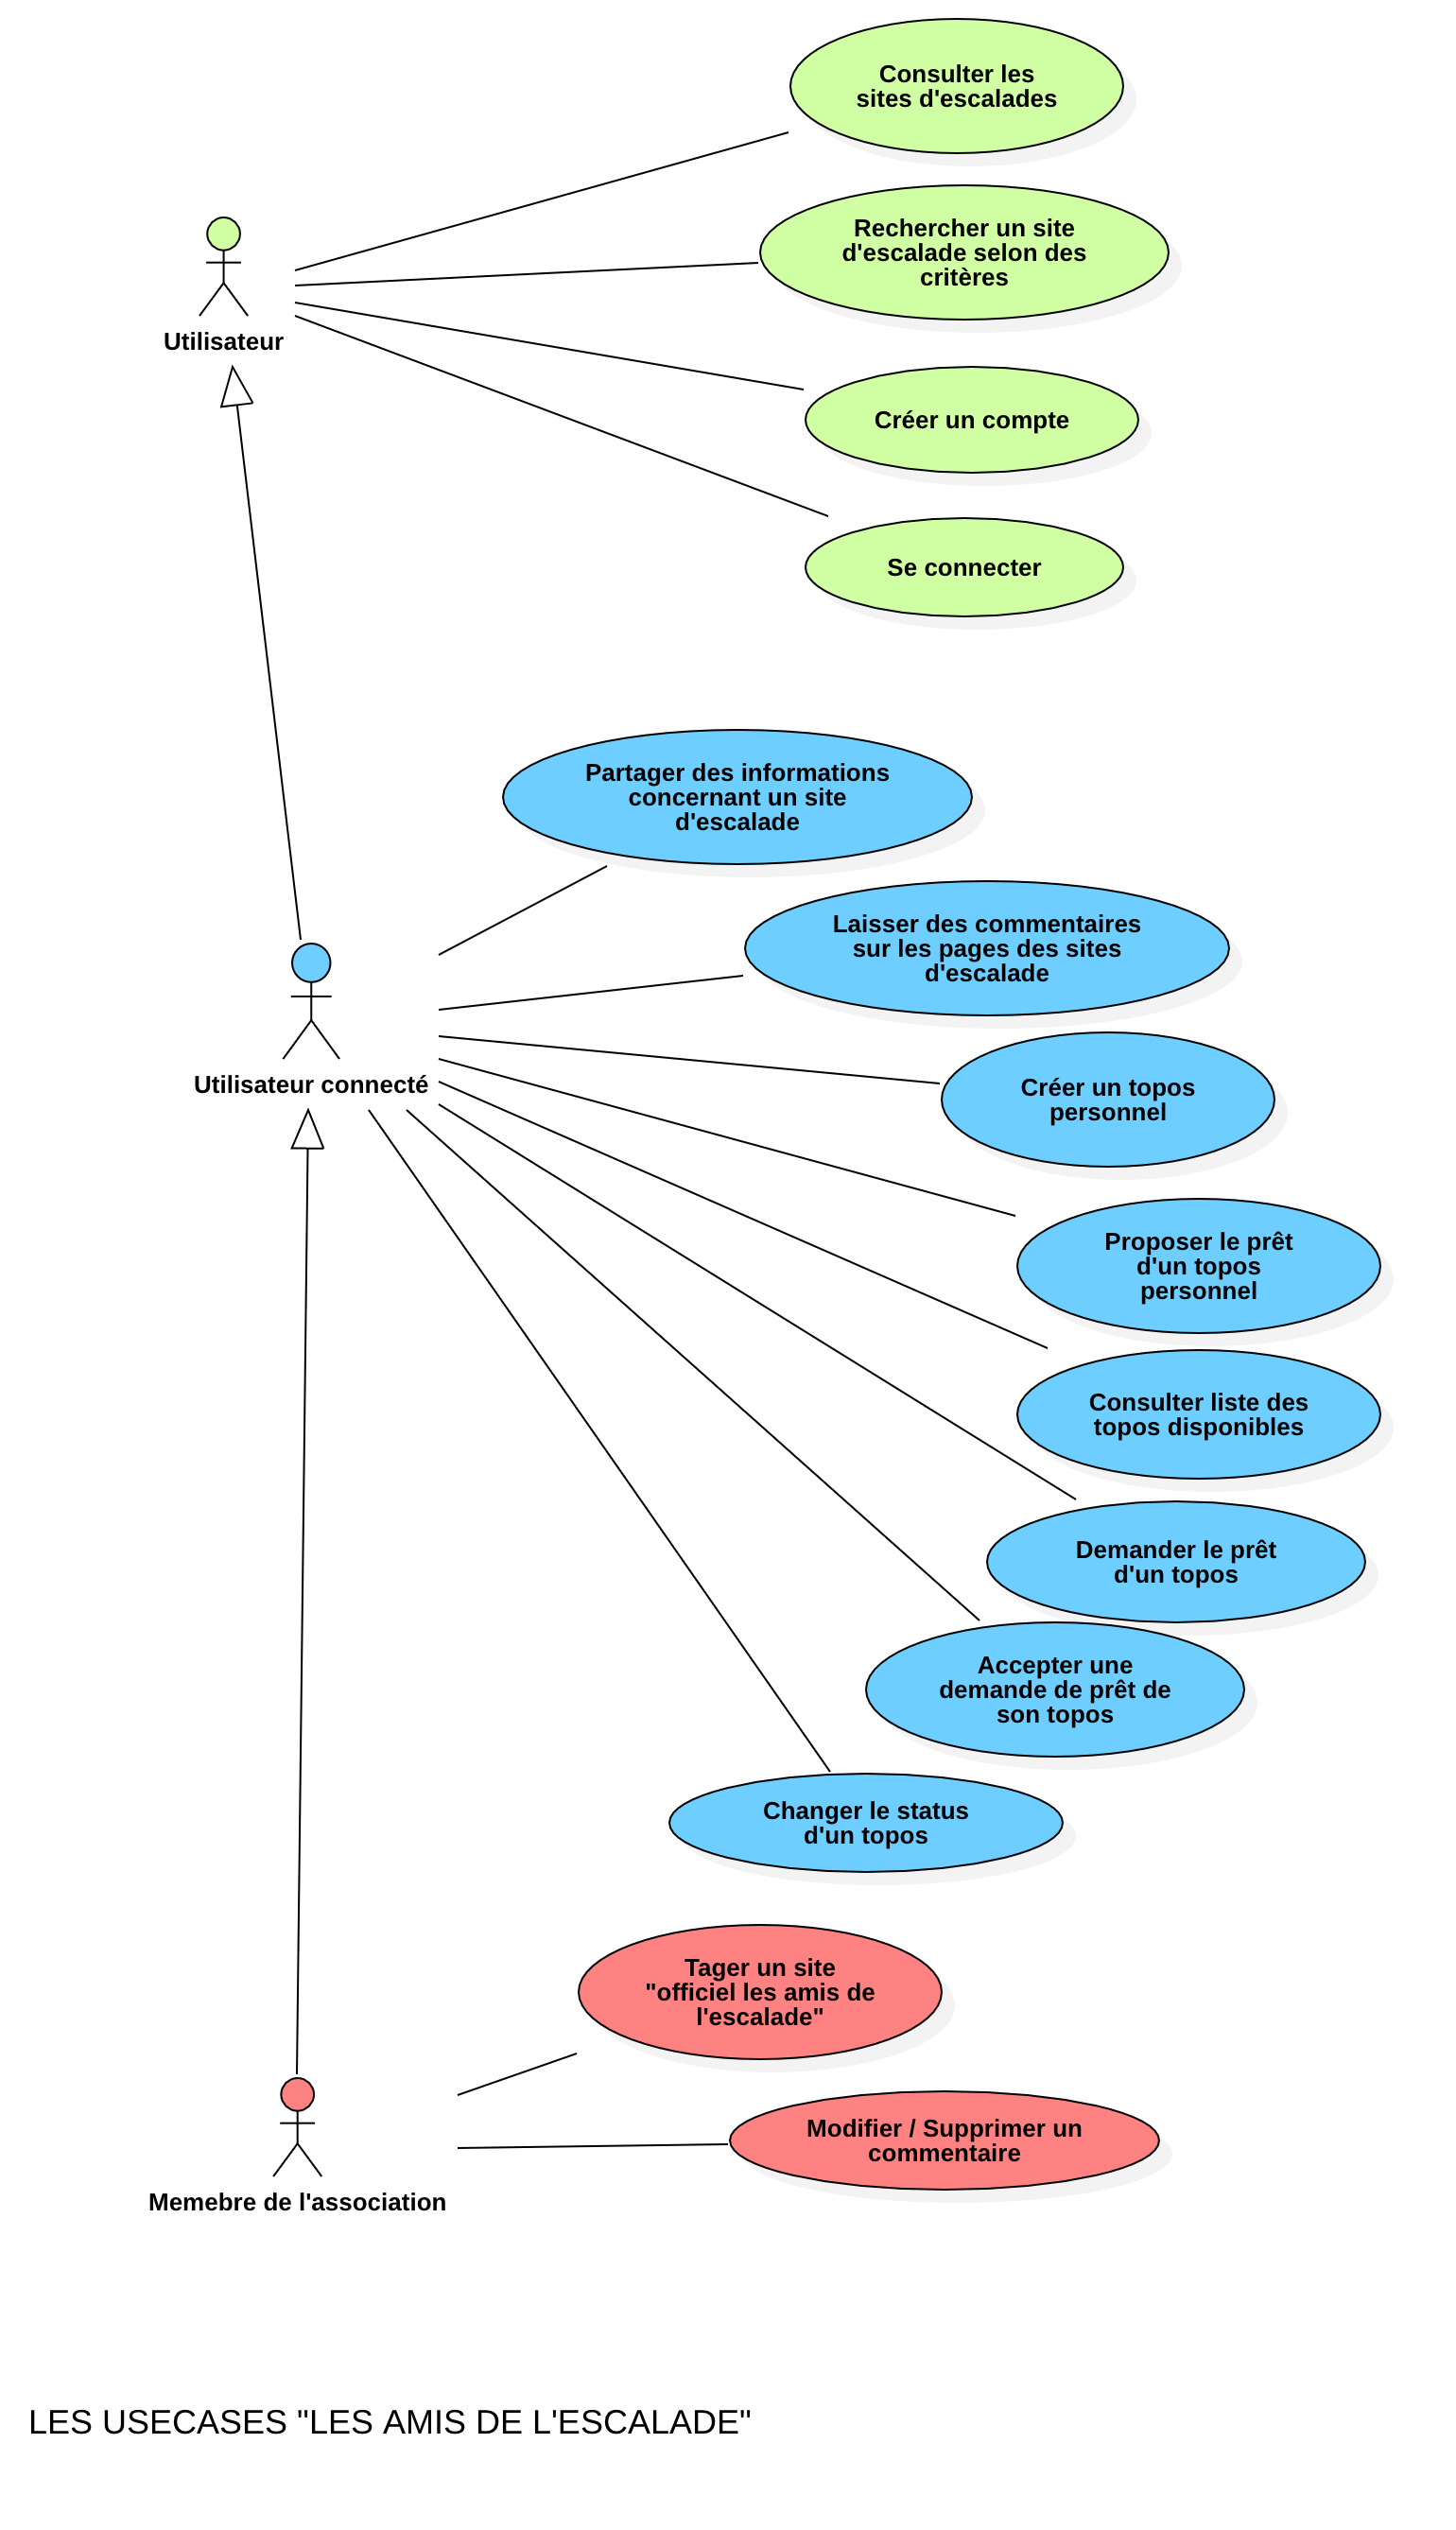 Consulter les
sites d'escalades
Rechercher un site
d'escalade selon des
critères
Utilisateur
Créer un compte
Se connecter
Partager des informations
concernant un site
d'escalade
Laisser des commentaires
sur les pages des sites
d'escalade
Utilisateur connecté
Créer un topos
personnel
Proposer le prêt
d'un topos
personnel
Consulter liste des
topos disponibles
Demander le prêt
d'un topos
Accepter une
demande de prêt de
son topos
Changer le status
d'un topos
Tager un site
"officiel les amis de
l'escalade"
Modifier / Supprimer un
commentaire
Memebre de l'association
LES USECASES "LES AMIS DE L'ESCALADE"